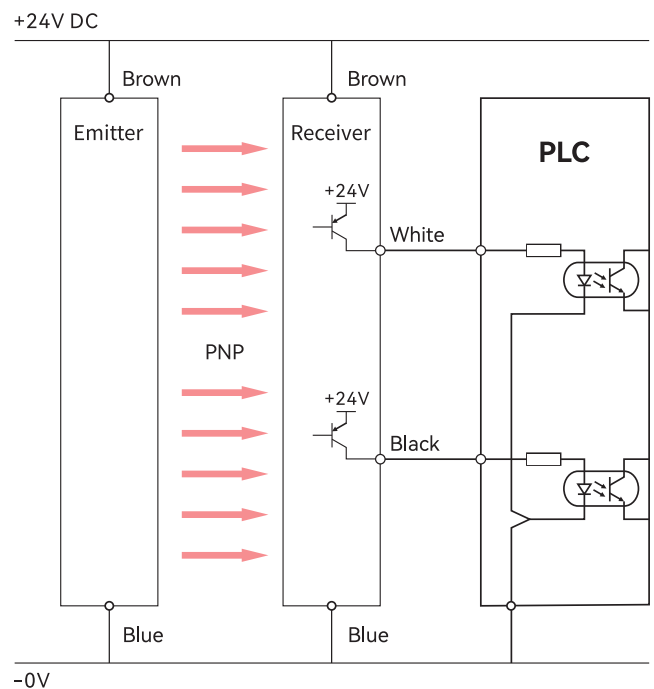 +24V DC
Brown
Brown
Emitter
Receiver
PLC
+24V
White
PNP
+24V
Black
Blue
Blue
-0V